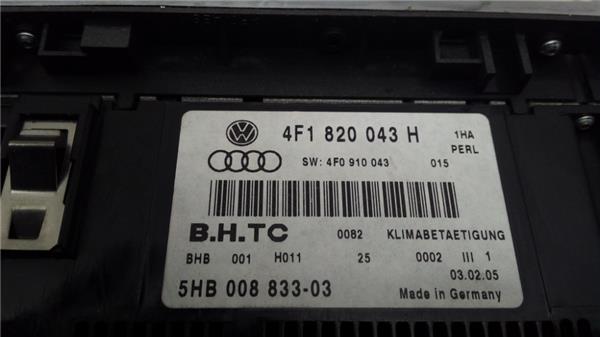 4F1 820 043 H 1HA
PERL
SW: 4F0 910 043 015
B.H.TC 0082 KLIMABETAETIGUNG
BHB 001 H011 25 0002 III 1
03.02.05
5HB 008 833-03 Made in Germany